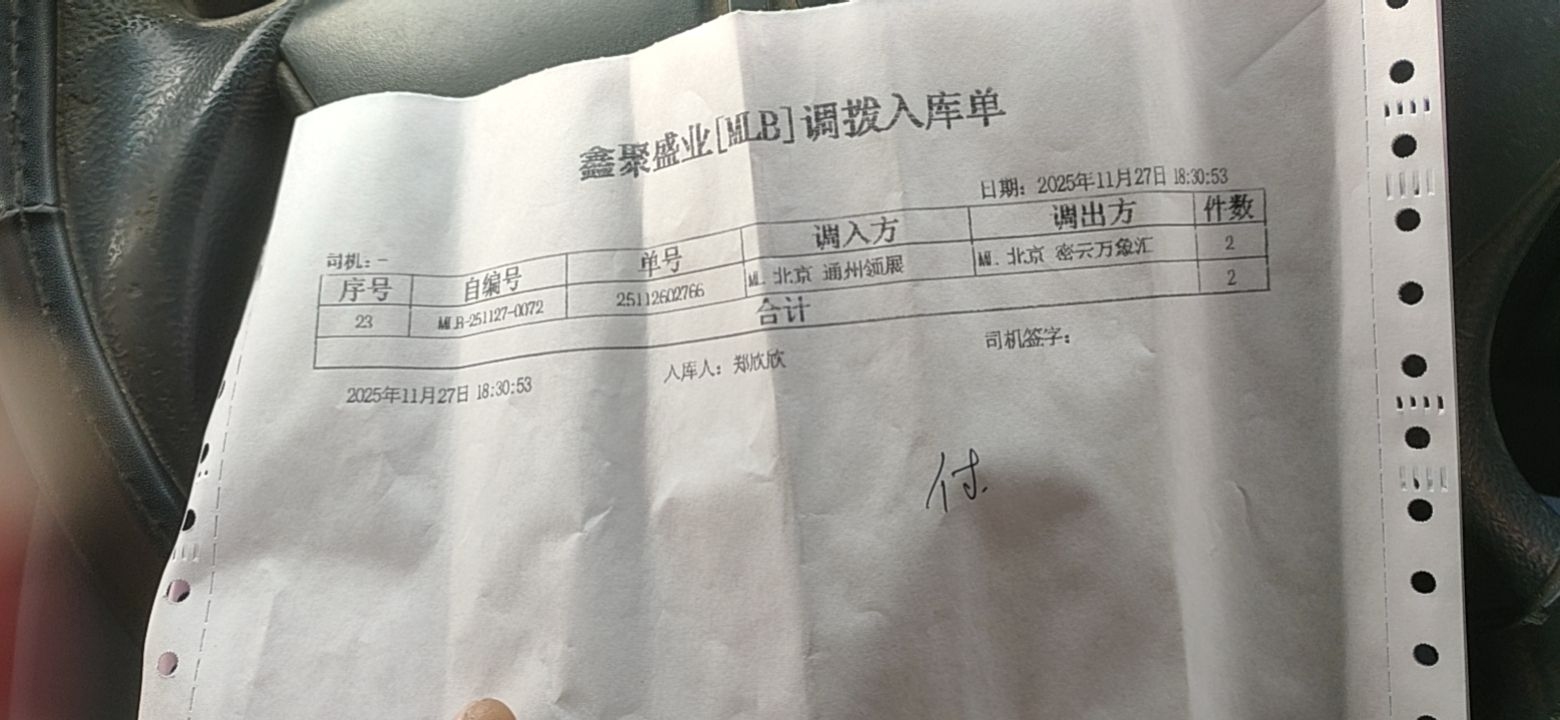 鑫聚盛业[MLB]调拨入库单
日期: 2025年11月27日 18:30:53
司机: -
序号 自编号 单号 调入方 调出方 件数
23 MLB-251127-0072 25112602766 ML. 北京 通州领展 ML. 北京 密云万象汇 2
合计 2
2025年11月27日 18:30:53 入库人: 郑欣欣 司机签字:
付